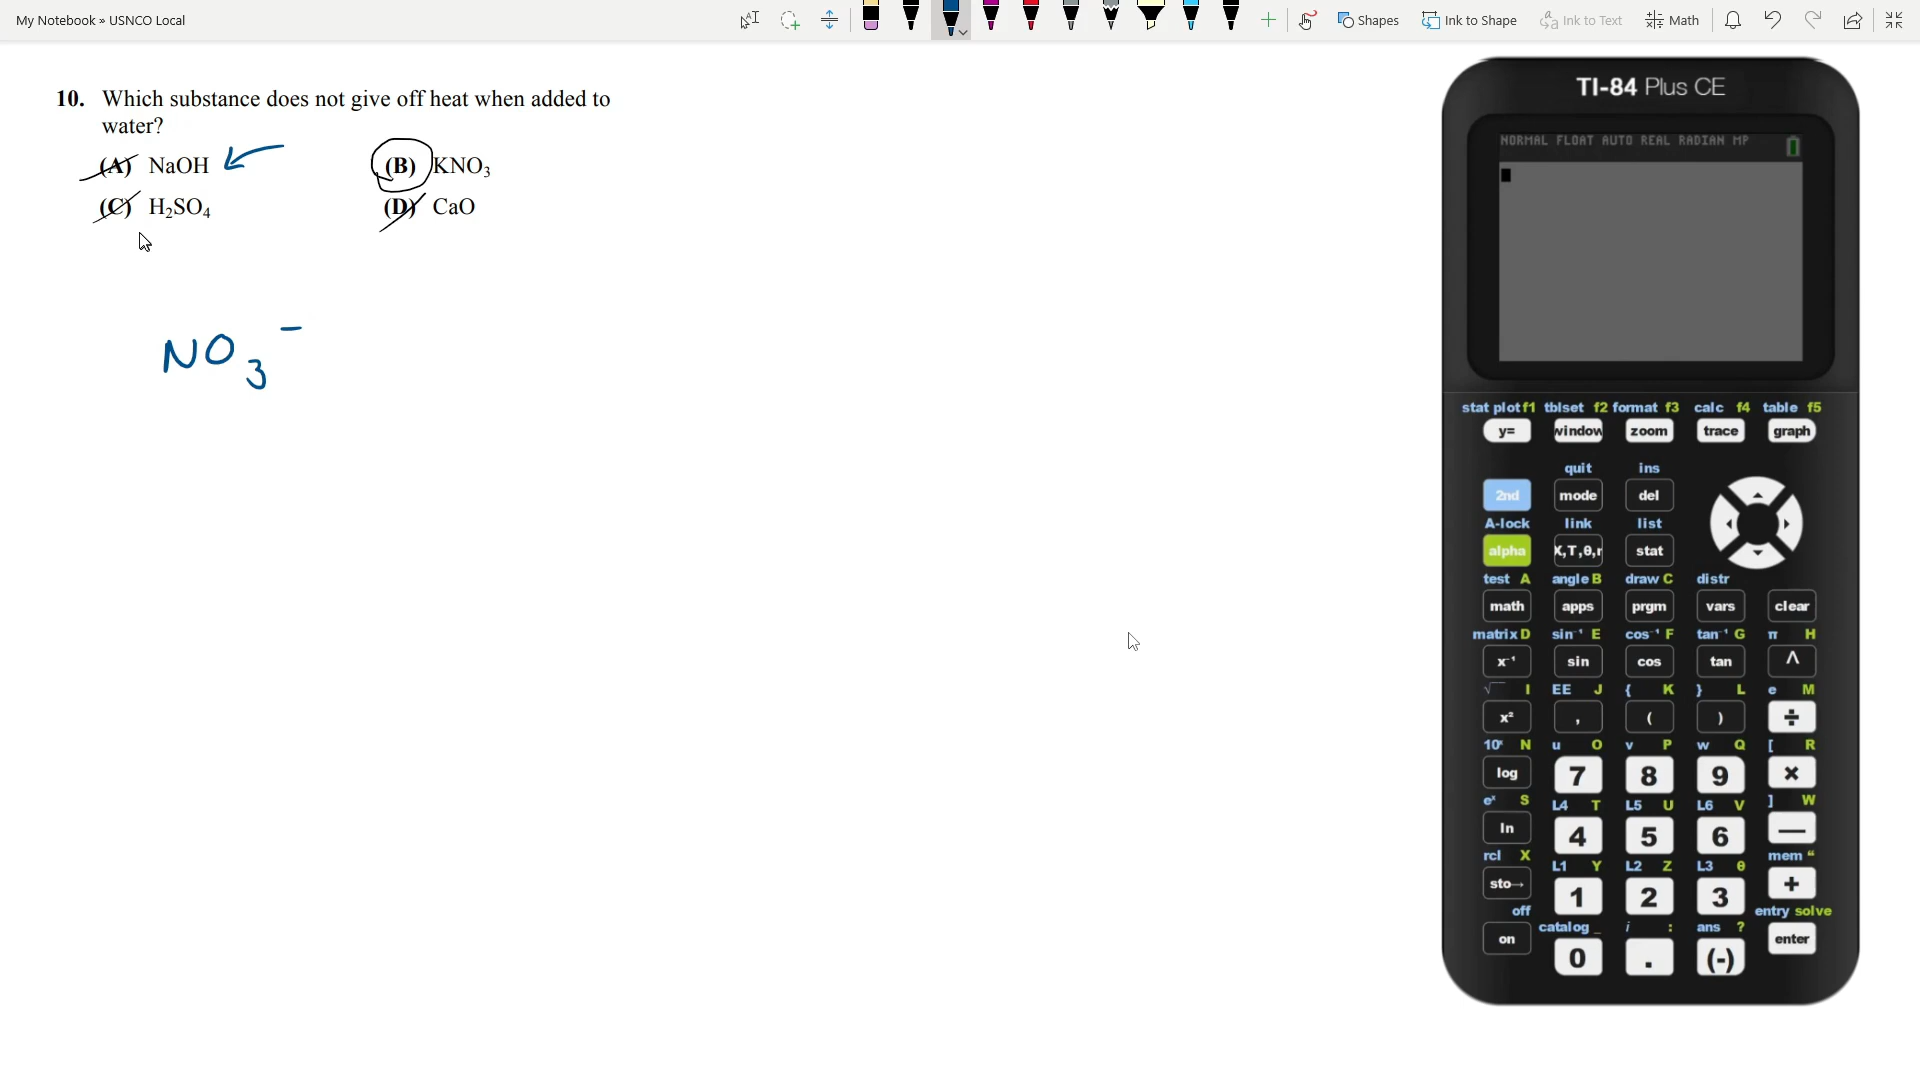 My Notebook » USNCO Local
Shapes
Ink to Shape
Ink to Text
Math
10. Which substance does not give off heat when added to
water?
(A) NaOH
(B) KNO₃
(C) H₂SO₄
(D) CaO
NO₃⁻
TI-84 Plus CE
NORMAL FLOAT AUTO REAL RADIAN MP
stat plot f1 tblset f2 format f3 calc f4 table f5
y= window zoom trace graph
quit ins
2nd mode del
A-lock link list
alpha X,T,θ,n stat
test A angle B draw C distr
math apps prgm vars clear
matrix D sin⁻¹ E cos⁻¹ F tan⁻¹ G π H
x⁻¹ sin cos tan ^
√ I EE J { K } L e M
x² , ( ) ÷
10ˣ N u O v P w Q [ R
log 7 8 9 ×
eˣ S L4 T L5 U L6 V ] W
ln 4 5 6 —
rcl X L1 Y L2 Z L3 θ mem “
sto→ 1 2 3 +
off catalog _ i : ans ? entry solve
on 0 . (-) enter